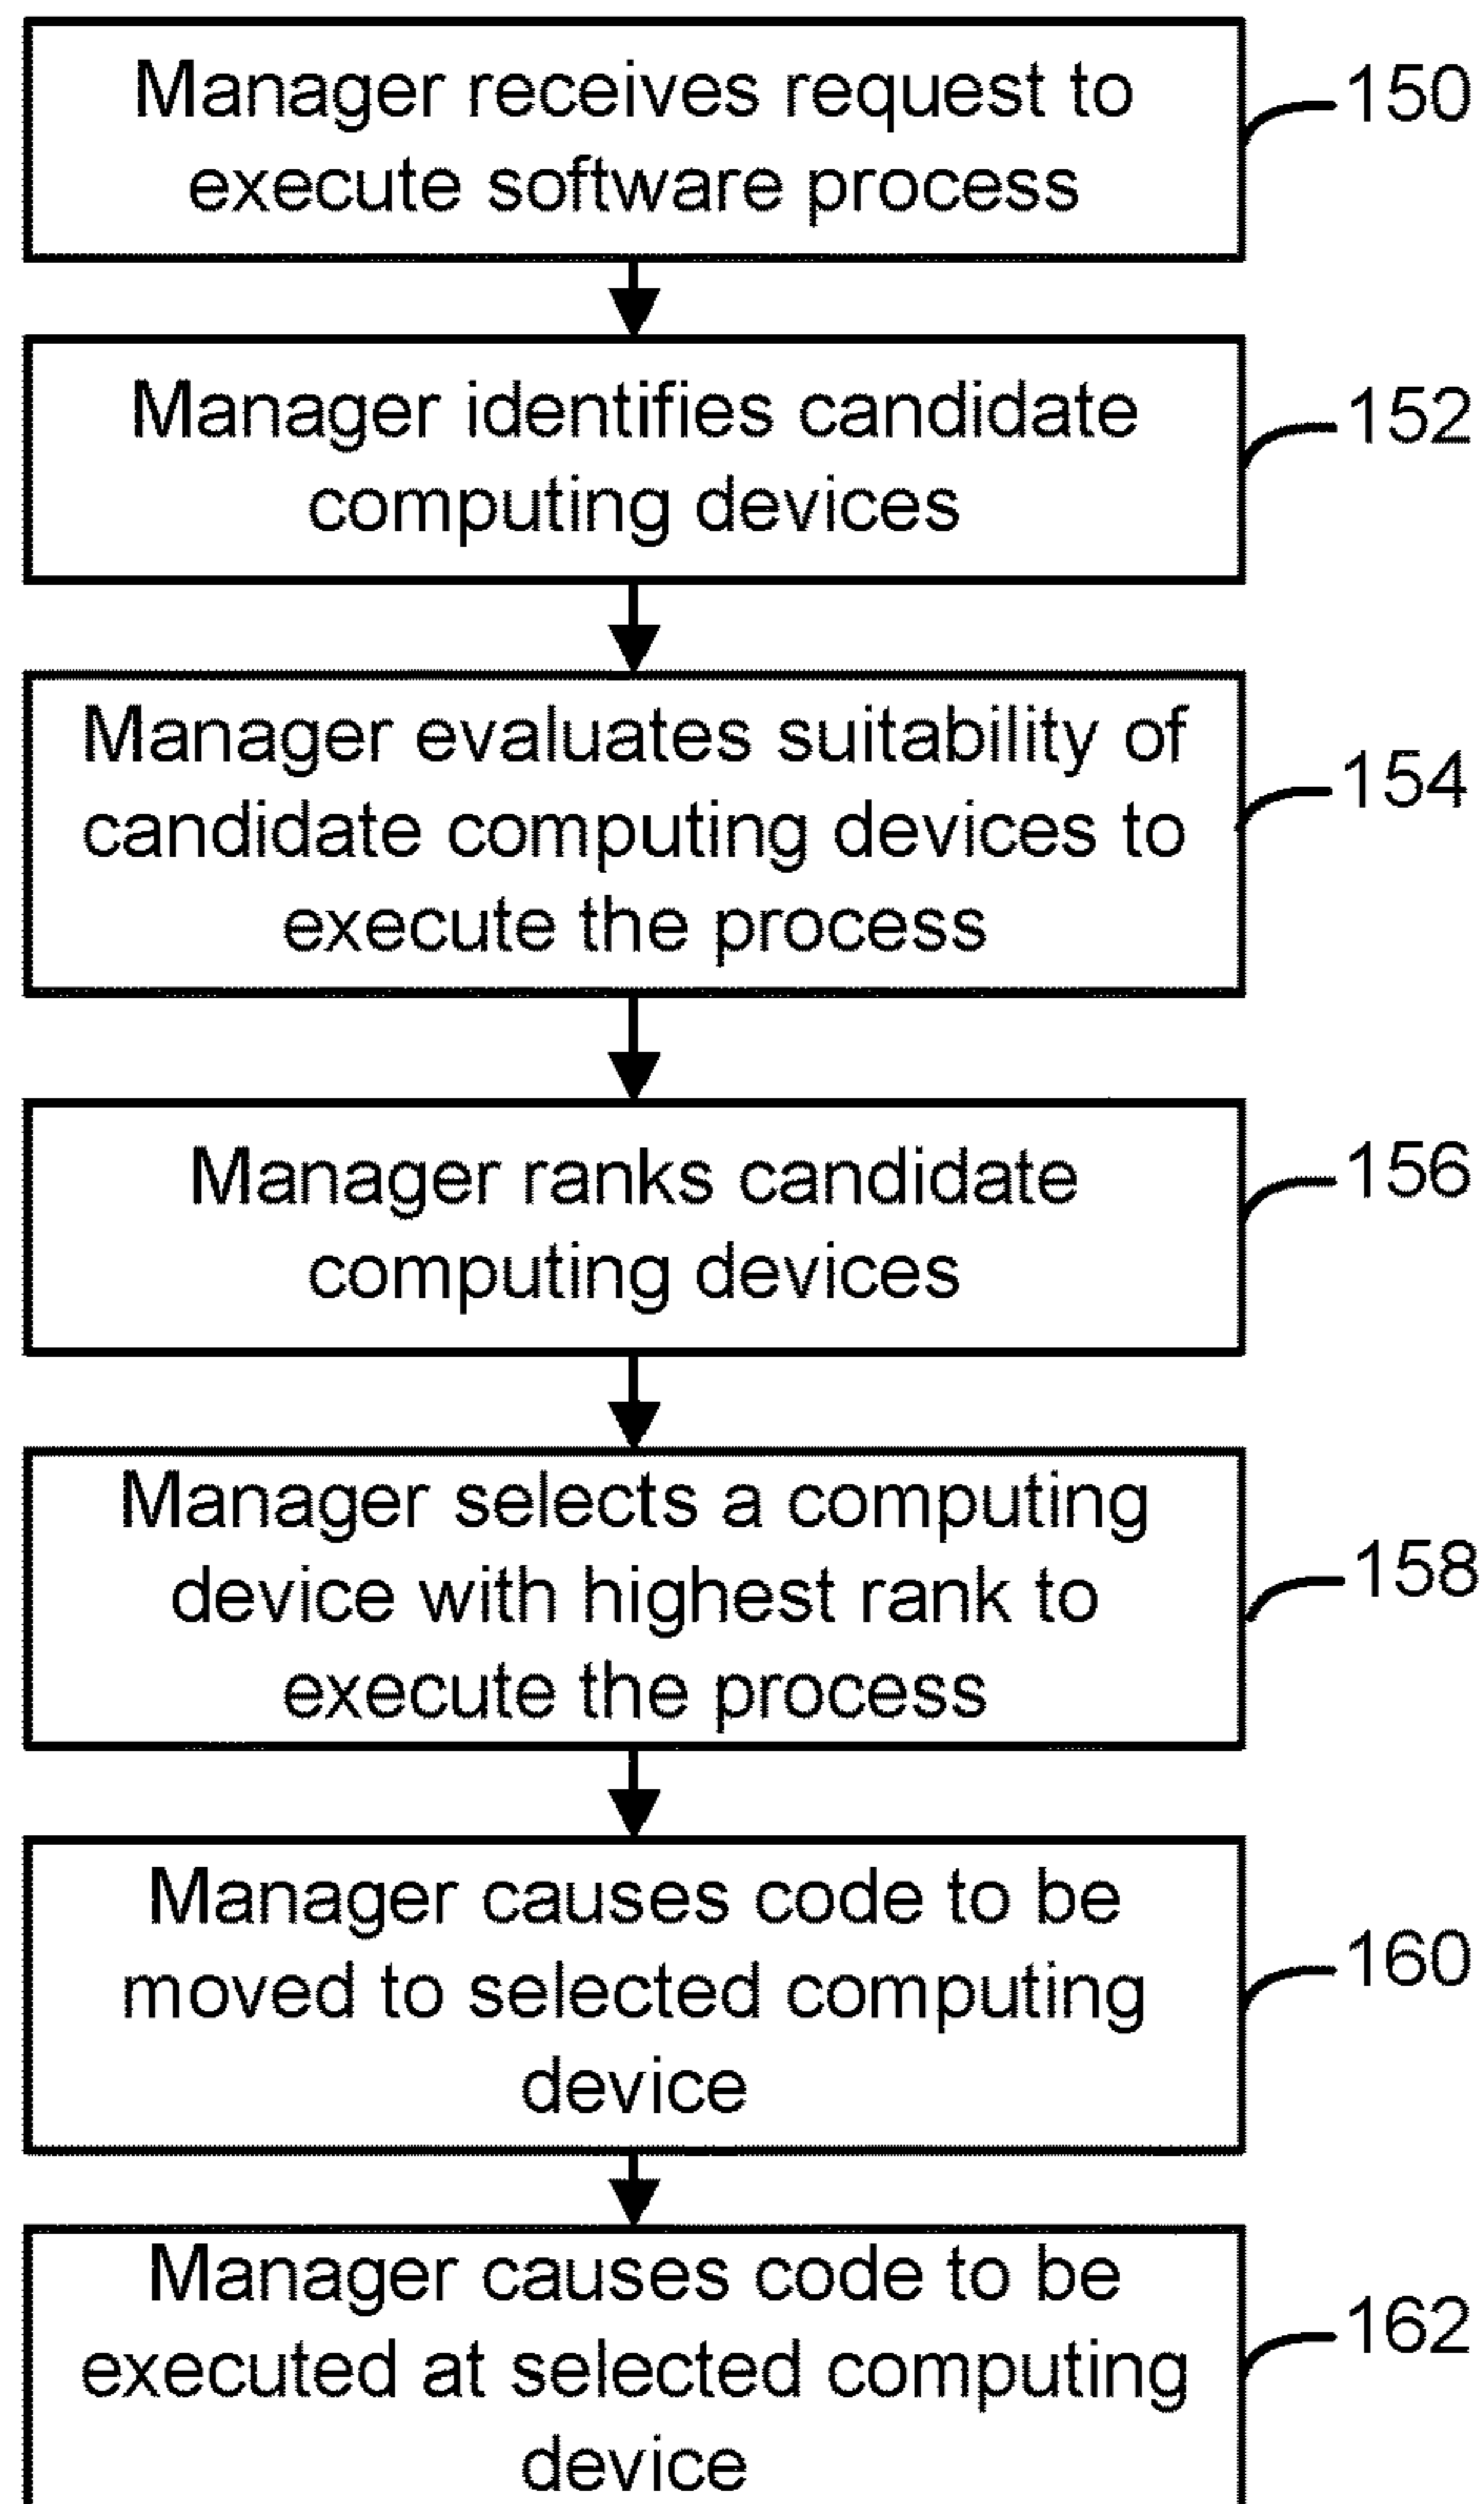 Manager receives request to
execute software process
150
Manager identifies candidate
computing devices
152
Manager evaluates suitability of
candidate computing devices to
execute the process
154
Manager ranks candidate
computing devices
156
Manager selects a computing
device with highest rank to
execute the process
158
Manager causes code to be
moved to selected computing
device
160
Manager causes code to be
executed at selected computing
device
162